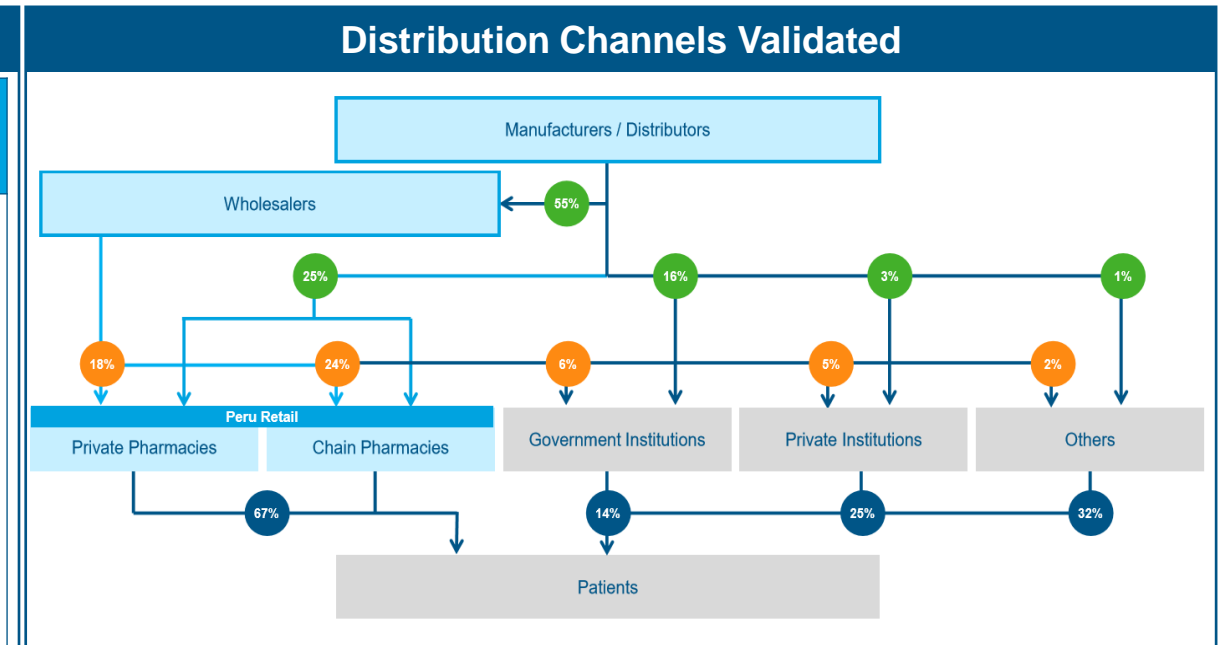 Distribution Channels Validated
Manufacturers / Distributors
Wholesalers
55%
25%
16%
3%
1%
18%
24%
6%
5%
2%
Peru Retail
Private Pharmacies
Chain Pharmacies
Government Institutions
Private Institutions
Others
67%
14%
25%
32%
Patients